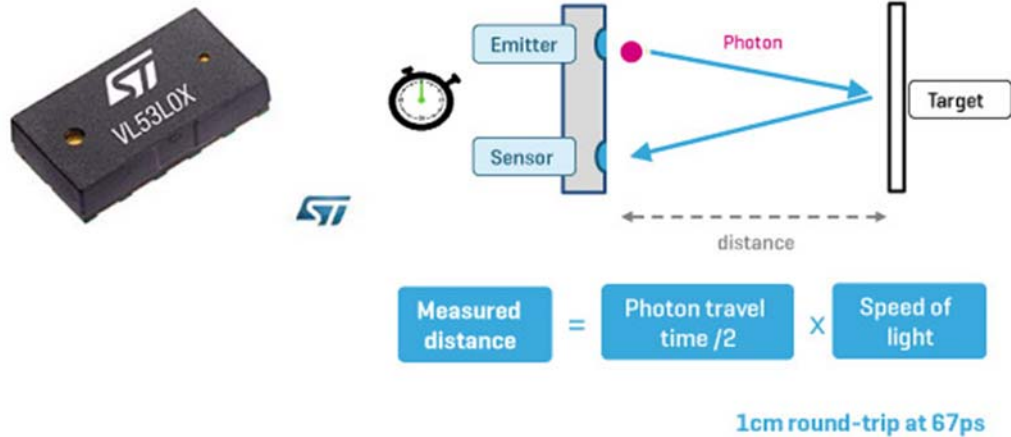 ST
VL53L0X
ST
Emitter
Photon
Target
Sensor
distance
Measured
distance
=
Photon travel
time /2
x
Speed of
light
1cm round-trip at 67ps